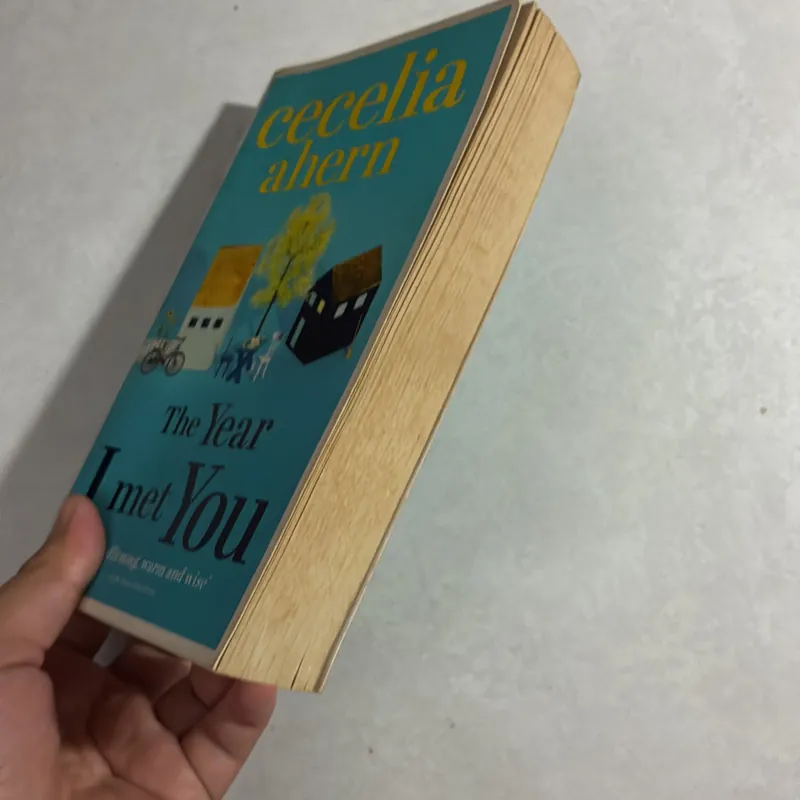 cecelia
ahern
The Year
I met You
warm and wise'